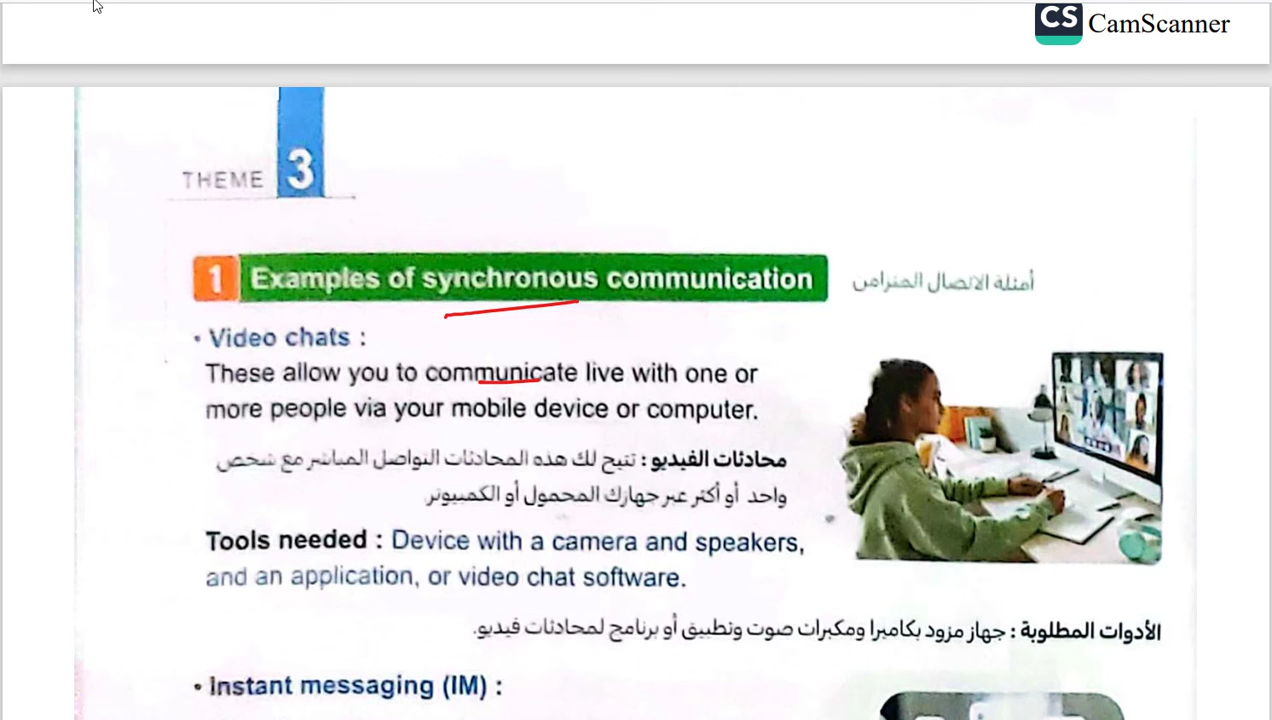 CS CamScanner
THEME 3
1 Examples of synchronous communication
أمثلة الاتصال المتزامن
• Video chats :
These allow you to communicate live with one or
more people via your mobile device or computer.
محادثات الفيديو : تتيح لك هذه المحادثات التواصل المباشر مع شخص
واحد أو أكثر عبر جهازك المحمول أو الكمبيوتر.
Tools needed : Device with a camera and speakers,
and an application, or video chat software.
الأدوات المطلوبة : جهاز مزود بكاميرا ومكبرات صوت وتطبيق أو برنامج لمحادثات فيديو.
• Instant messaging (IM) :